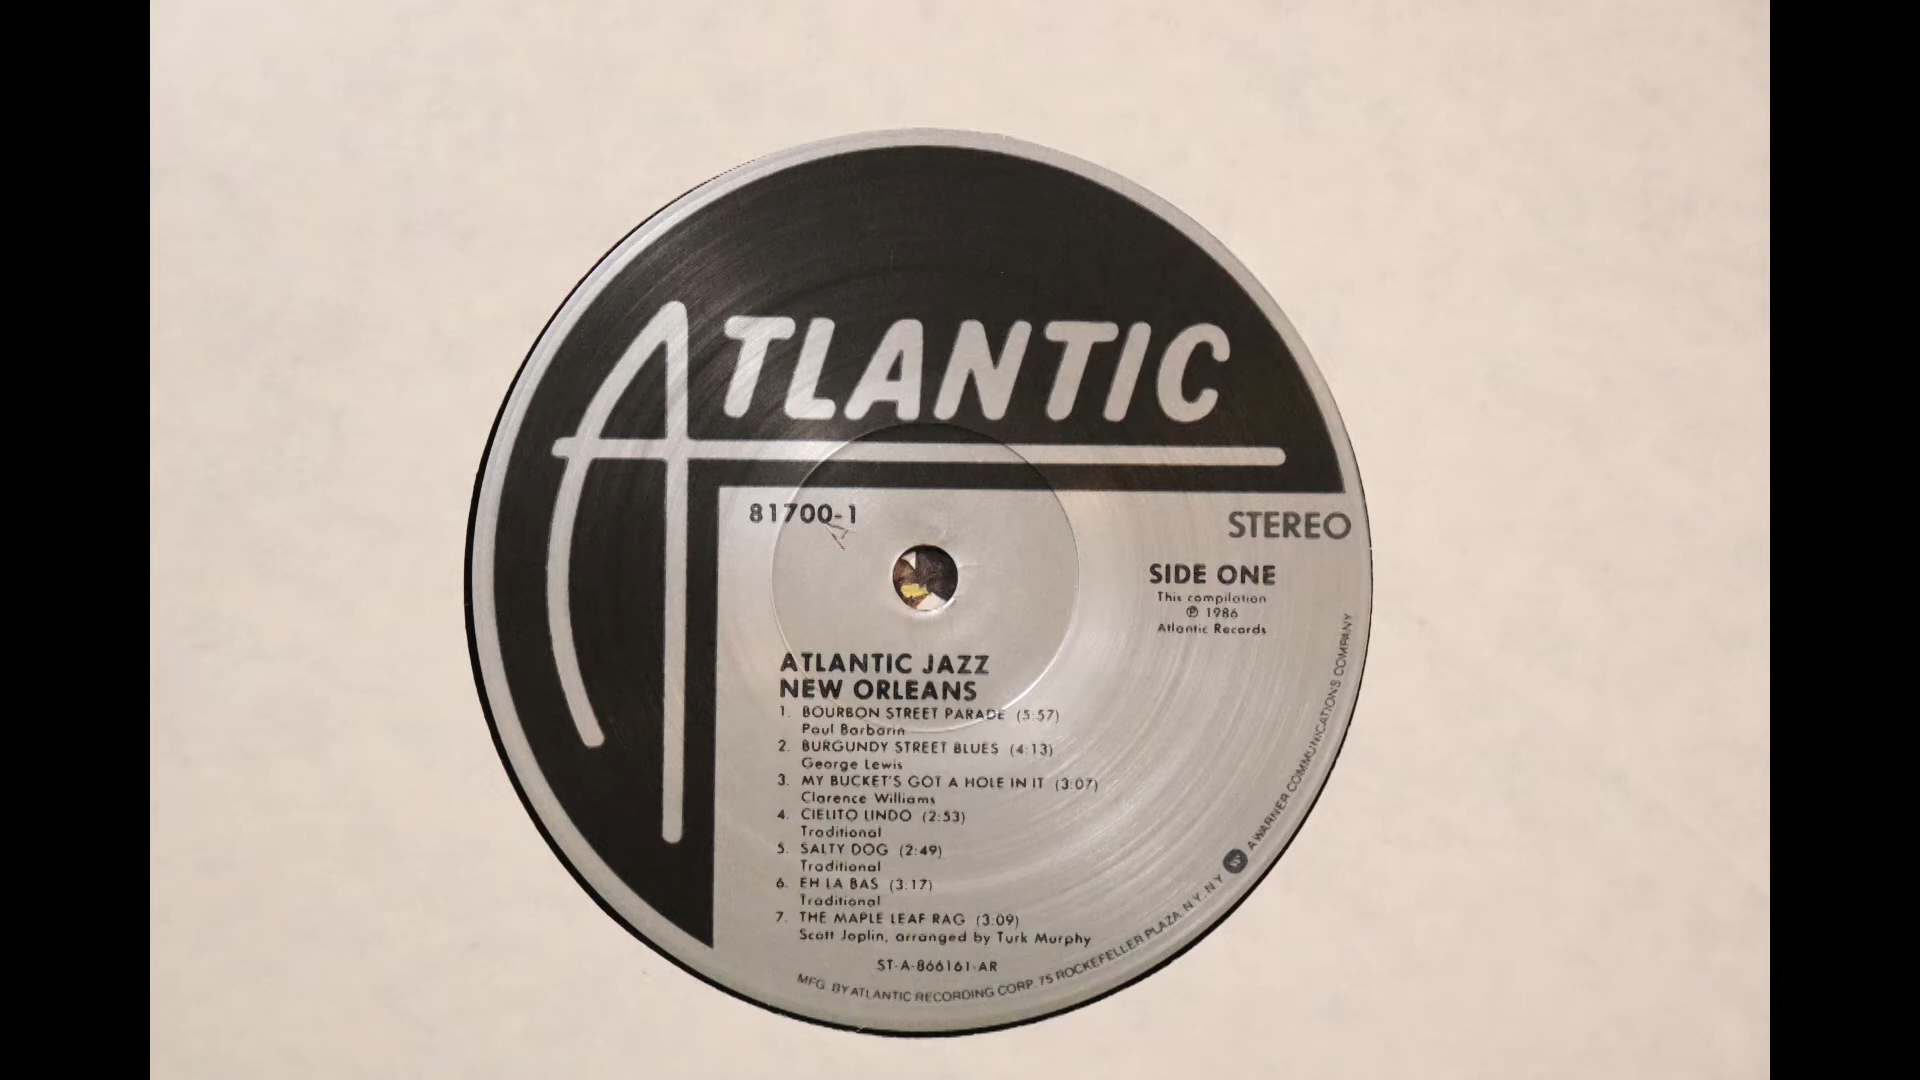 ATLANTIC
81700-1
STEREO
SIDE ONE
This compilation
℗ 1986
Atlantic Records
ATLANTIC JAZZ
NEW ORLEANS
1. BOURBON STREET PARADE (5:57)
Paul Barbarin
2. BURGUNDY STREET BLUES (4:13)
George Lewis
3. MY BUCKET'S GOT A HOLE IN IT (3:07)
Clarence Williams
4. CIELITO LINDO (2:53)
Traditional
5. SALTY DOG (2:49)
Traditional
6. EH LA BAS (3:17)
Traditional
7. THE MAPLE LEAF RAG (3:09)
Scott Joplin, arranged by Turk Murphy
ST-A-866161-AR
MFG. BY ATLANTIC RECORDING CORP. 75 ROCKEFELLER PLAZA, N.Y., N.Y. A WARNER COMMUNICATIONS COMPANY